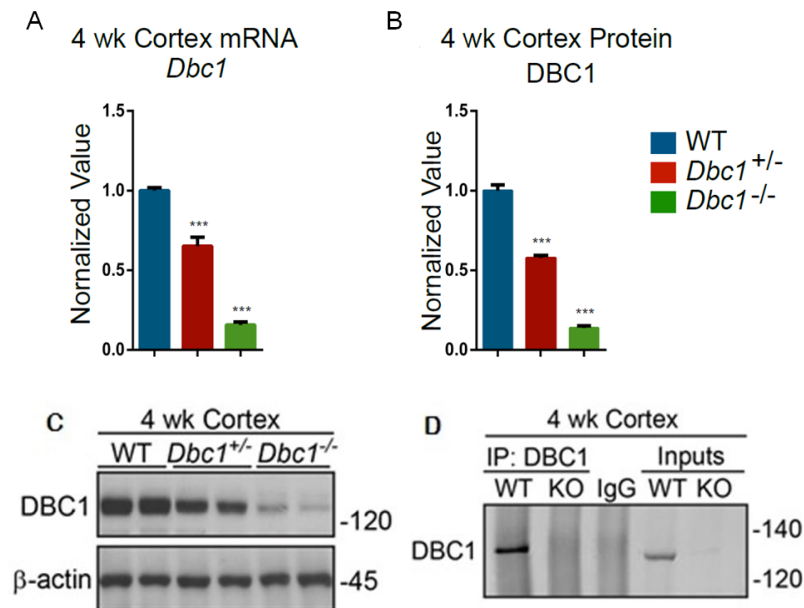 A
4 wk Cortex mRNA
Dbc1
Normalized Value
1.5
1.0
0.5
0.0
***
***
B
4 wk Cortex Protein
DBC1
Normalized Value
1.5
1.0
0.5
0.0
***
***
WT
Dbc1+/-
Dbc1-/-
C
4 wk Cortex
WT Dbc1+/- Dbc1-/-
DBC1
-120
β-actin
-45
D
4 wk Cortex
IP: DBC1 Inputs
WT KO IgG WT KO
-140
DBC1
-120